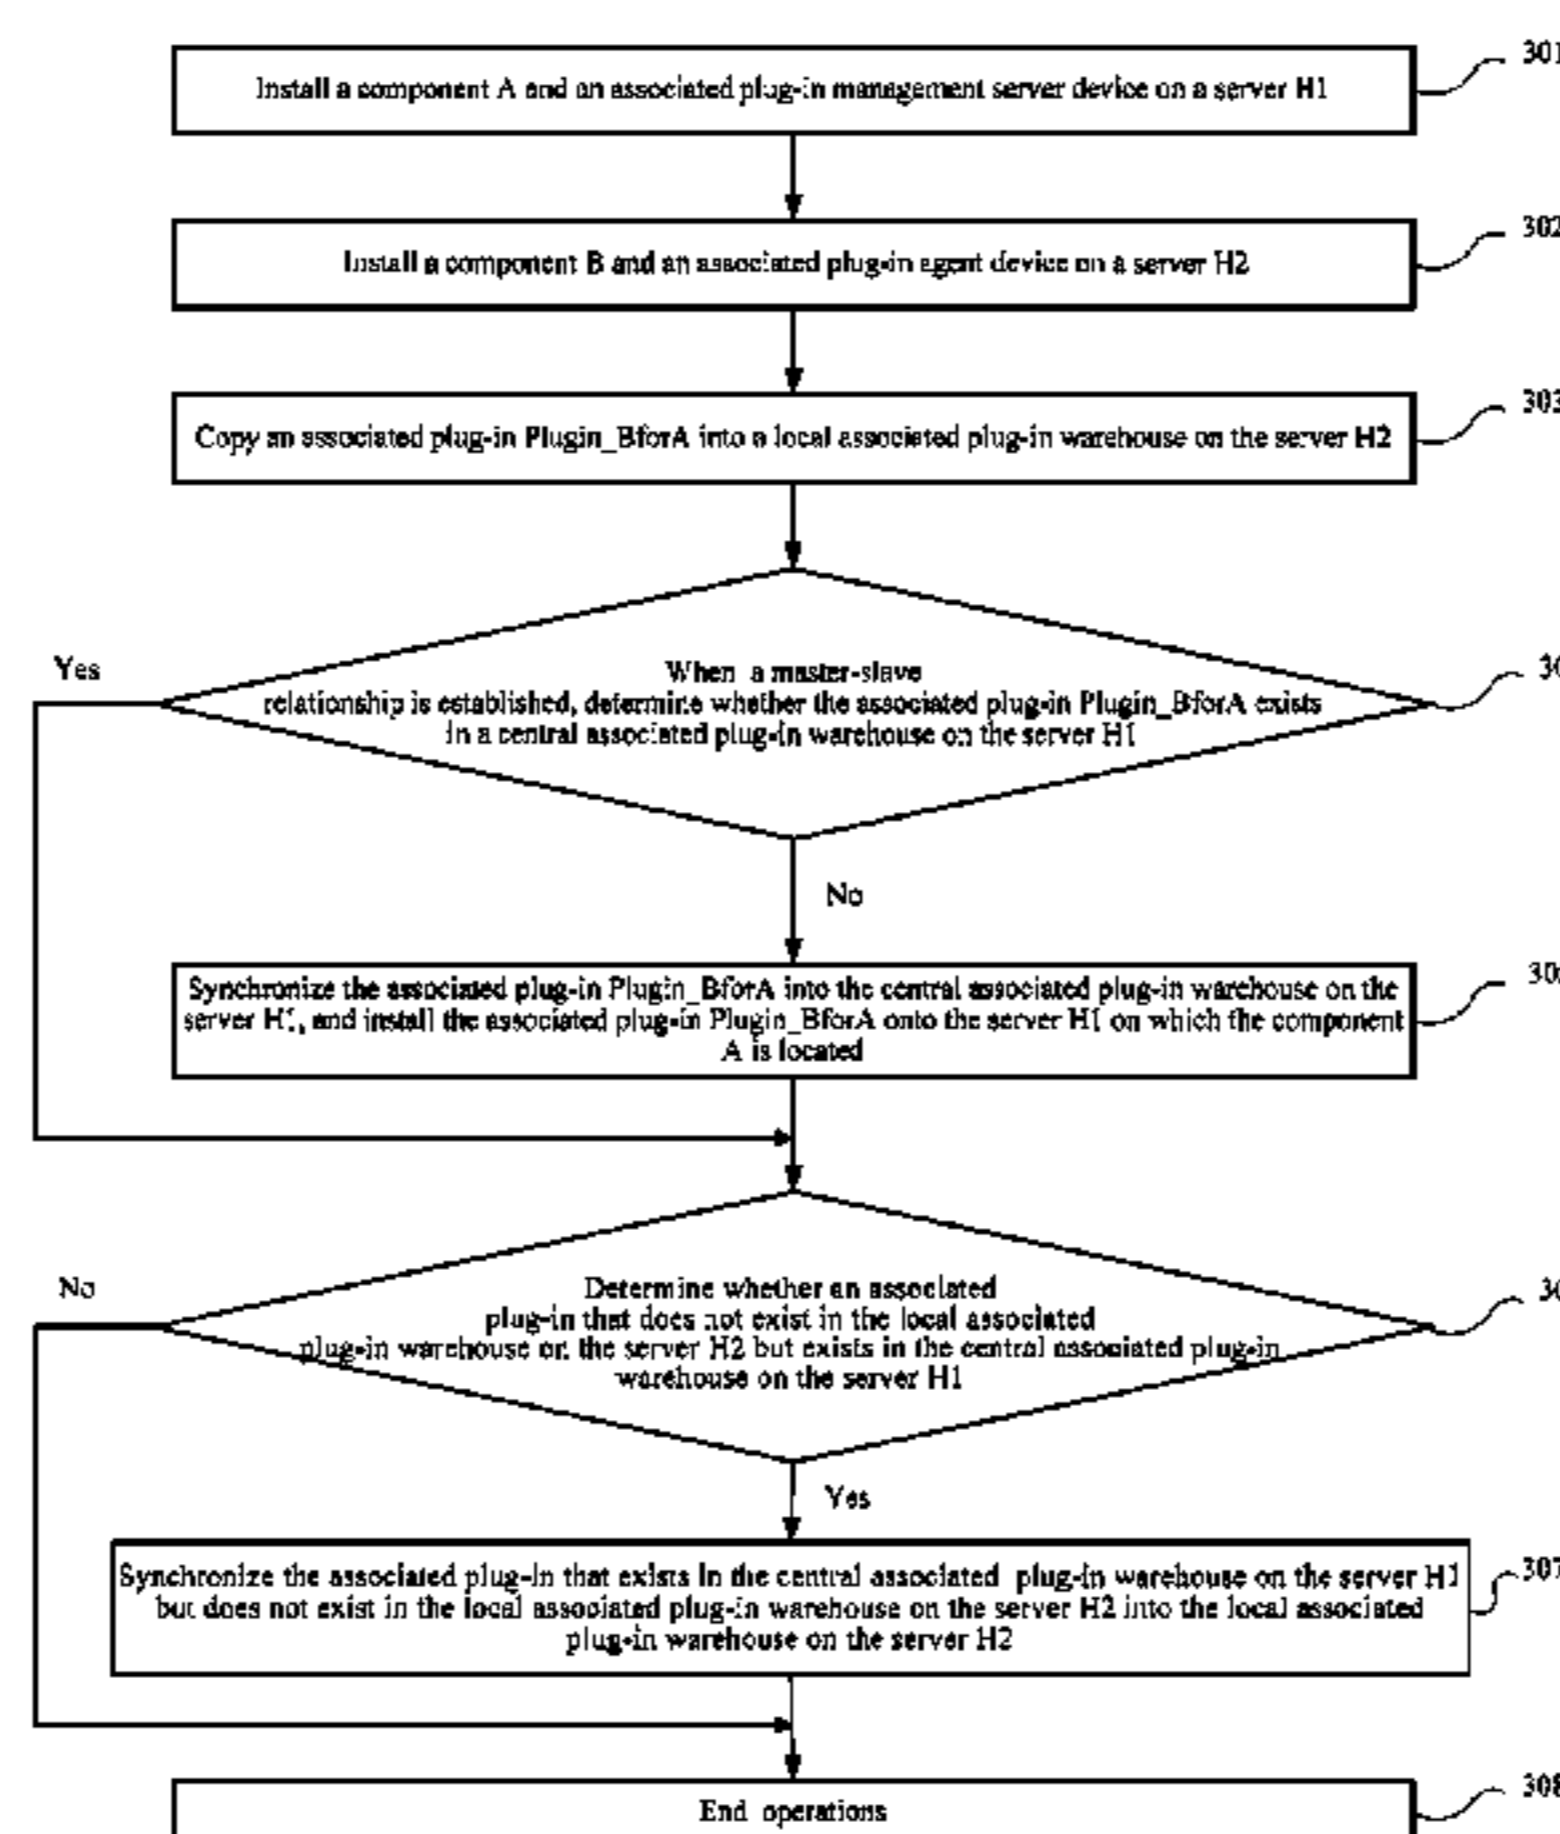 Install a component A and an associated plug-in management server device on a server H1
301
Install a component B and an associated plug-in agent device on a server H2
302
Copy an associated plug-in Plugin_BforA into a local associated plug-in warehouse on the server H2
303
Yes
When a master-slave
relationship is established, determine whether the associated plug-in Plugin_BforA exists
in a central associated plug-in warehouse on the server H1
30
No
Synchronize the associated plug-in Plugin_BforA into the central associated plug-in warehouse on the
server H1, and install the associated plug-in Plugin_BforA onto the server H1 on which the component
A is located
30
No
Determine whether an associated
plug-in that does not exist in the local associated
plug-in warehouse on the server H2 but exists in the central associated plug-in
warehouse on the server H1
30
Yes
Synchronize the associated plug-in that exists in the central associated plug-in warehouse on the server H1
but does not exist in the local associated plug-in warehouse on the server H2 into the local associated
plug-in warehouse on the server H2
307
End operations
308